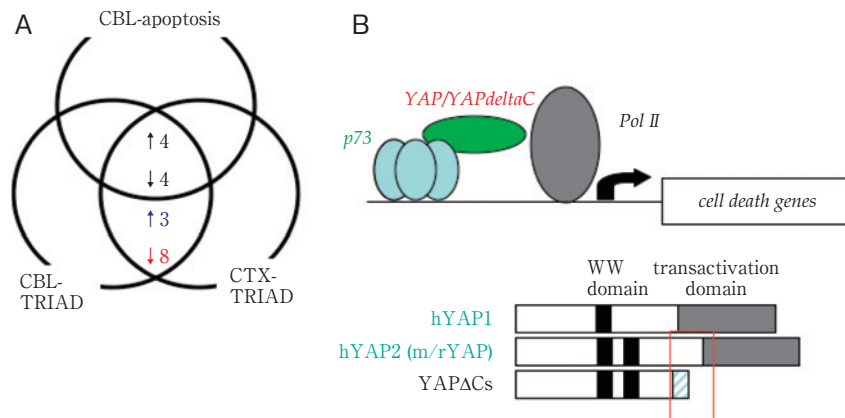 A
CBL-apoptosis
↑4
↓4
↑3
↓8
CBL-
TRIAD
CTX-
TRIAD
B
YAP/YAPdeltaC
p73
Pol II
cell death genes
WW
domain
transactivation
domain
hYAP1
hYAP2 (m/rYAP)
YAPΔCs